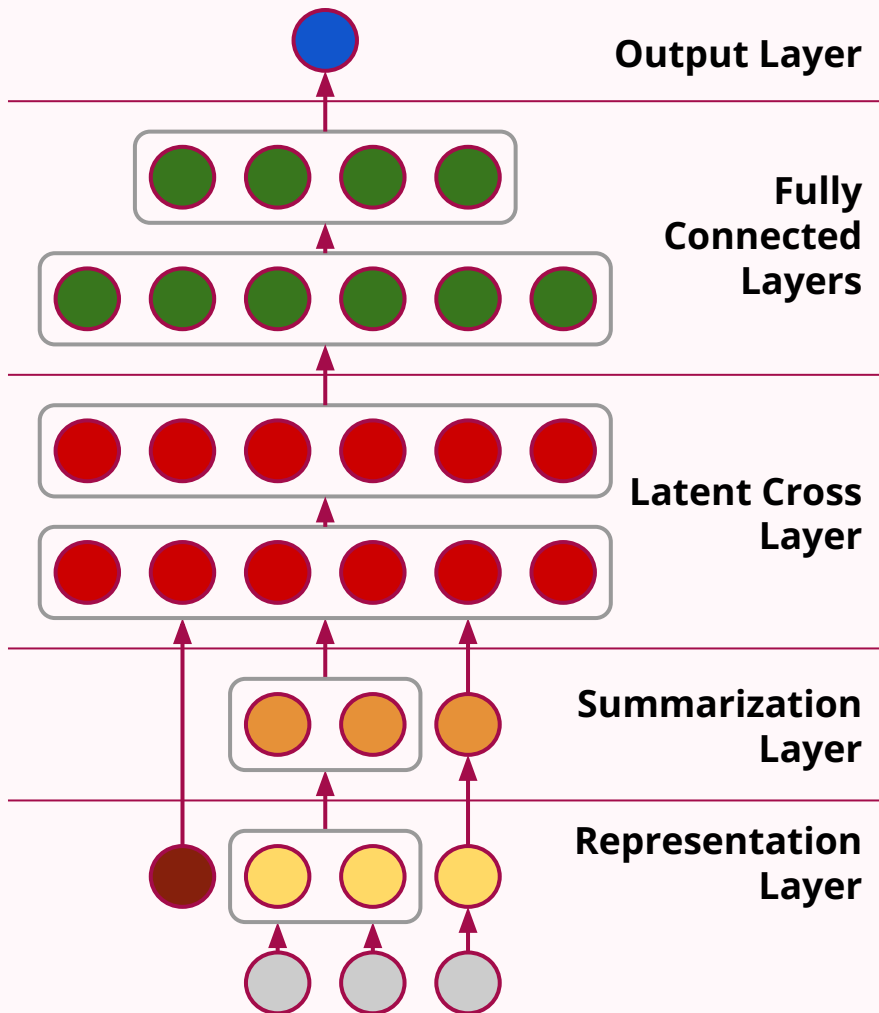 Output Layer
Fully
Connected
Layers
Latent Cross
Layer
Summarization
Layer
Representation
Layer